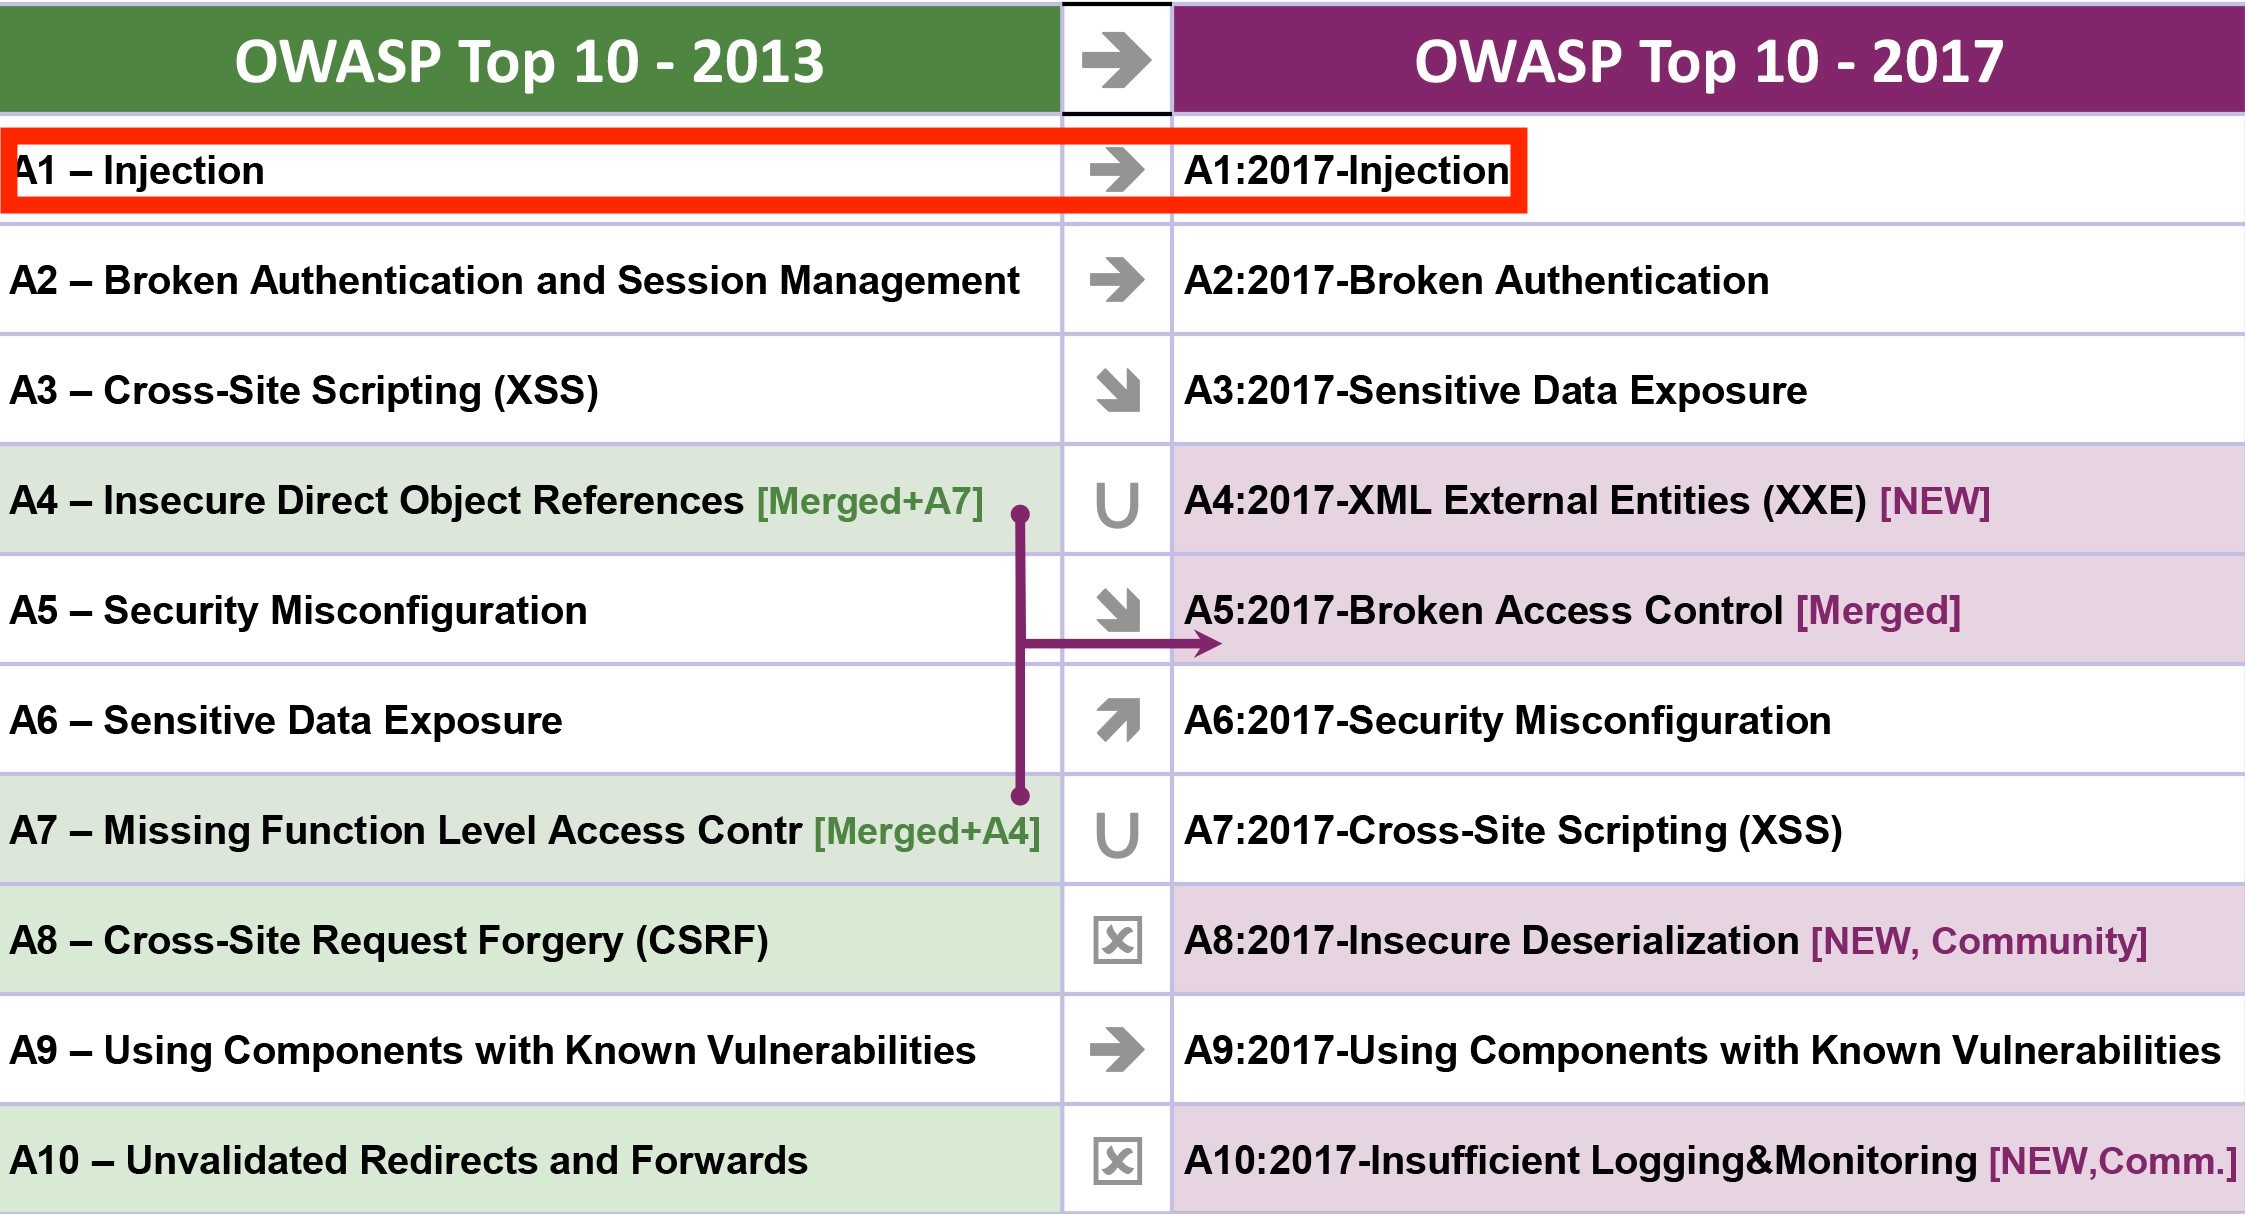 OWASP Top 10 - 2013
OWASP Top 10 - 2017
A1 – Injection
A1:2017-Injection
A2 – Broken Authentication and Session Management
A2:2017-Broken Authentication
A3 – Cross-Site Scripting (XSS)
A3:2017-Sensitive Data Exposure
A4 – Insecure Direct Object References [Merged+A7]
A4:2017-XML External Entities (XXE) [NEW]
A5 – Security Misconfiguration
A5:2017-Broken Access Control [Merged]
A6 – Sensitive Data Exposure
A6:2017-Security Misconfiguration
A7 – Missing Function Level Access Contr [Merged+A4]
A7:2017-Cross-Site Scripting (XSS)
A8 – Cross-Site Request Forgery (CSRF)
A8:2017-Insecure Deserialization [NEW, Community]
A9 – Using Components with Known Vulnerabilities
A9:2017-Using Components with Known Vulnerabilities
A10 – Unvalidated Redirects and Forwards
A10:2017-Insufficient Logging&Monitoring [NEW,Comm.]